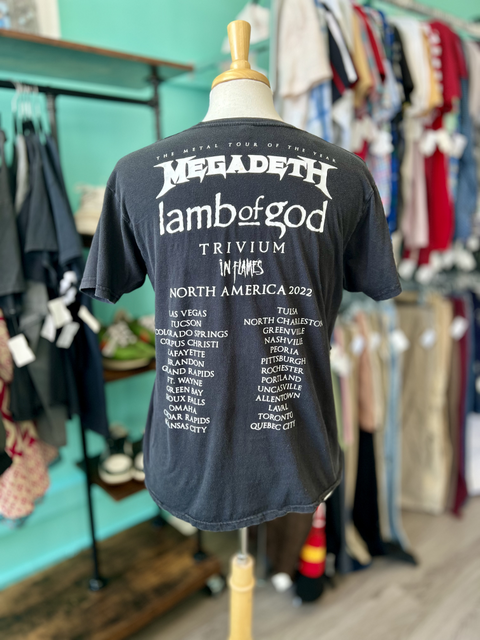 THE METAL TOUR OF THE YEAR
MEGADETH
lamb of god
TRIVIUM
IN FLAMES
NORTH AMERICA 2022
LAS VEGAS
TUCSON
COLORADO SPRINGS
CORPUS CHRISTI
LAFAYETTE
BRANDON
GRAND RAPIDS
FT. WAYNE
GREEN BAY
SIOUX FALLS
OMAHA
CEDAR RAPIDS
KANSAS CITY
TULSA
NORTH CHARLESTON
GREENVILLE
NASHVILLE
PEORIA
PITTSBURGH
ROCHESTER
PORTLAND
UNCASVILLE
ALLENTOWN
LAVAL
TORONTO
QUEBEC CITY